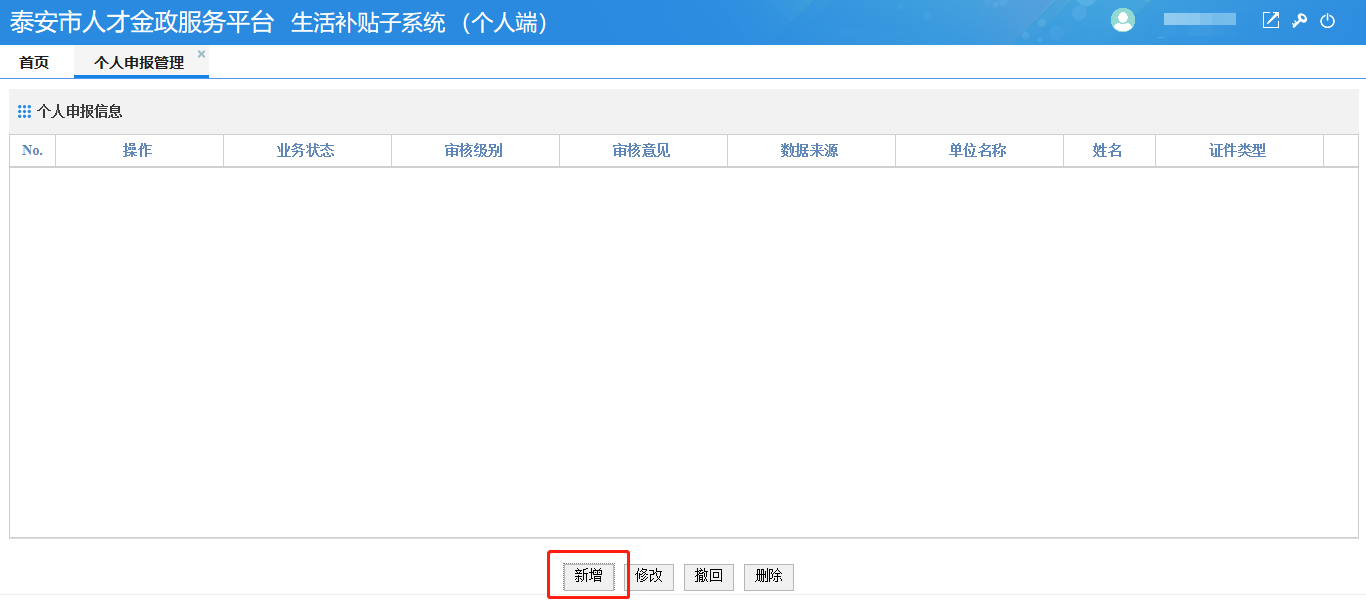 泰安市人才金政服务平台 生活补贴子系统 （个人端）
首页 个人申报管理
个人申报信息
No. 操作 业务状态 审核级别 审核意见 数据来源 单位名称 姓名 证件类型
新增 修改 撤回 删除